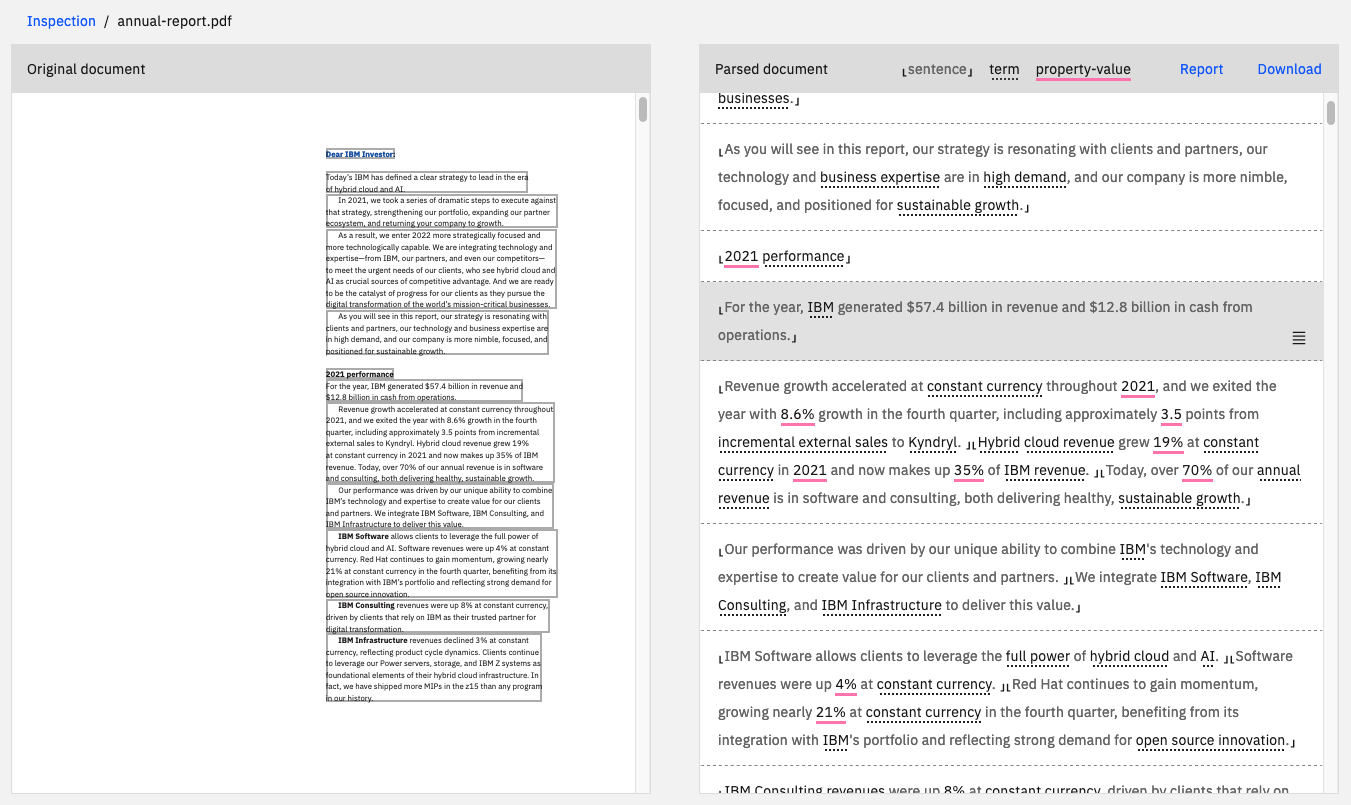 Inspection / annual-report.pdf
Original document
Dear IBM Investor:
Today's IBM has defined a clear strategy to lead in the era
of hybrid cloud and AI.
In 2021, we took a series of dramatic steps to execute against
that strategy, strengthening our portfolio, expanding our partner
ecosystem, and returning your company to growth.
As a result, we enter 2022 more strategically focused and
more technologically capable. We are integrating technology and
expertise—from IBM, our partners, and even our competitors—
to meet the urgent needs of our clients, who see hybrid cloud and
AI as crucial sources of competitive advantage. And we are ready
to be the catalyst of progress for our clients as they pursue the
digital transformation of the world's mission-critical businesses.
As you will see in this report, our strategy is resonating with
clients and partners, our technology and business expertise are
in high demand, and our company is more nimble, focused, and
positioned for sustainable growth.
2021 performance
For the year, IBM generated $57.4 billion in revenue and
$12.8 billion in cash from operations.
Revenue growth accelerated at constant currency throughout
2021, and we exited the year with 8.6% growth in the fourth
quarter, including approximately 3.5 points from incremental
external sales to Kyndryl. Hybrid cloud revenue grew 19%
at constant currency in 2021 and now makes up 35% of IBM
revenue. Today, over 70% of our annual revenue is in software
and consulting, both delivering healthy, sustainable growth.
Our performance was driven by our unique ability to combine
IBM's technology and expertise to create value for our clients
and partners. We integrate IBM Software, IBM Consulting, and
IBM Infrastructure to deliver this value.
IBM Software allows clients to leverage the full power of
hybrid cloud and AI. Software revenues were up 4% at constant
currency. Red Hat continues to gain momentum, growing nearly
21% at constant currency in the fourth quarter, benefiting from its
integration with IBM's portfolio and reflecting strong demand for
open source innovation.
IBM Consulting revenues were up 8% at constant currency,
driven by clients that rely on IBM as their trusted partner for
digital transformation.
IBM Infrastructure revenues declined 3% at constant
currency, reflecting product cycle dynamics. Clients continue
to leverage our Power servers, storage, and IBM Z systems as
foundational elements of their hybrid cloud infrastructure. In
fact, we have shipped more MIPs in the z15 than any program
in our history.
Parsed document ⌊sentence⌋ term property-value Report Download
businesses.⌋
⌊As you will see in this report, our strategy is resonating with clients and partners, our
technology and business expertise are in high demand, and our company is more nimble,
focused, and positioned for sustainable growth.⌋
⌊2021 performance⌋
⌊For the year, IBM generated $57.4 billion in revenue and $12.8 billion in cash from
operations.⌋
⌊Revenue growth accelerated at constant currency throughout 2021, and we exited the
year with 8.6% growth in the fourth quarter, including approximately 3.5 points from
incremental external sales to Kyndryl. ⌋⌊Hybrid cloud revenue grew 19% at constant
currency in 2021 and now makes up 35% of IBM revenue. ⌋⌊Today, over 70% of our annual
revenue is in software and consulting, both delivering healthy, sustainable growth.⌋
⌊Our performance was driven by our unique ability to combine IBM's technology and
expertise to create value for our clients and partners. ⌋⌊We integrate IBM Software, IBM
Consulting, and IBM Infrastructure to deliver this value.⌋
⌊IBM Software allows clients to leverage the full power of hybrid cloud and AI. ⌋⌊Software
revenues were up 4% at constant currency. ⌋⌊Red Hat continues to gain momentum,
growing nearly 21% at constant currency in the fourth quarter, benefiting from its
integration with IBM's portfolio and reflecting strong demand for open source innovation.⌋
⌊IBM Consulting revenues were up 8% at constant currency, driven by clients that rely on